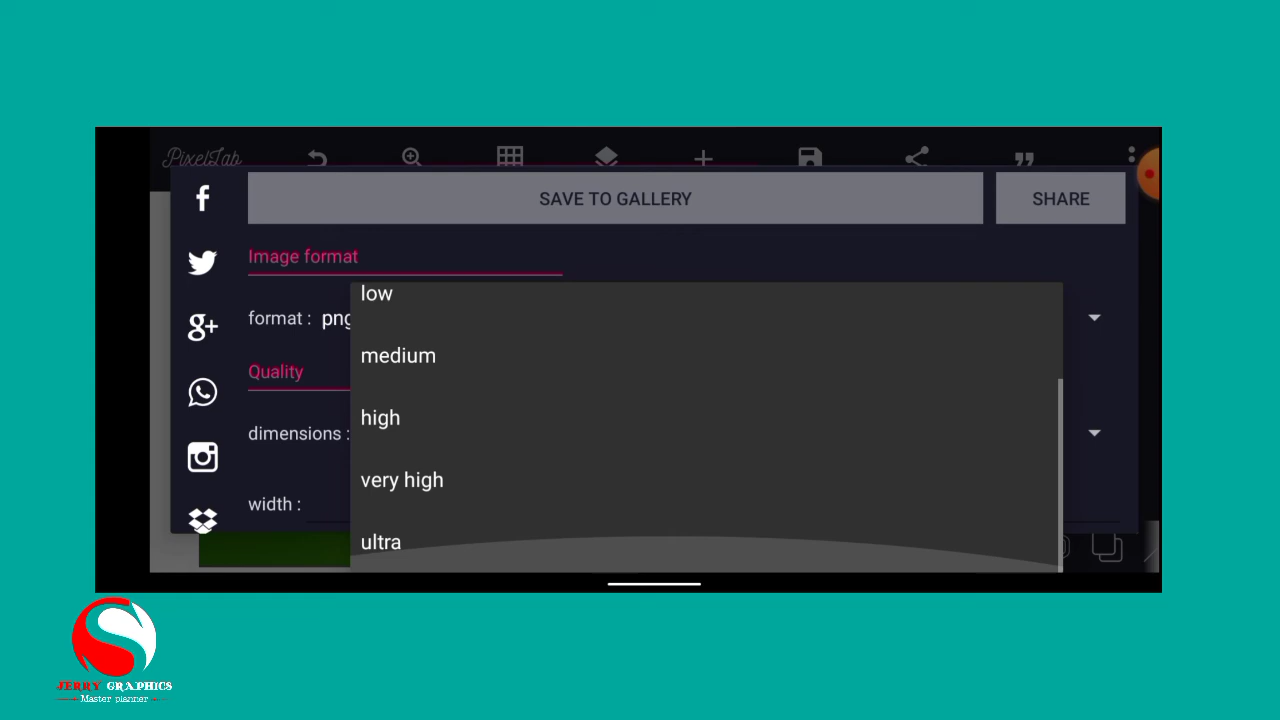 PixelLab
SAVE TO GALLERY
SHARE
Image format
format : png
Quality
dimensions :
width :
low
medium
high
very high
ultra
JERRY GRAPHICS
Master planner